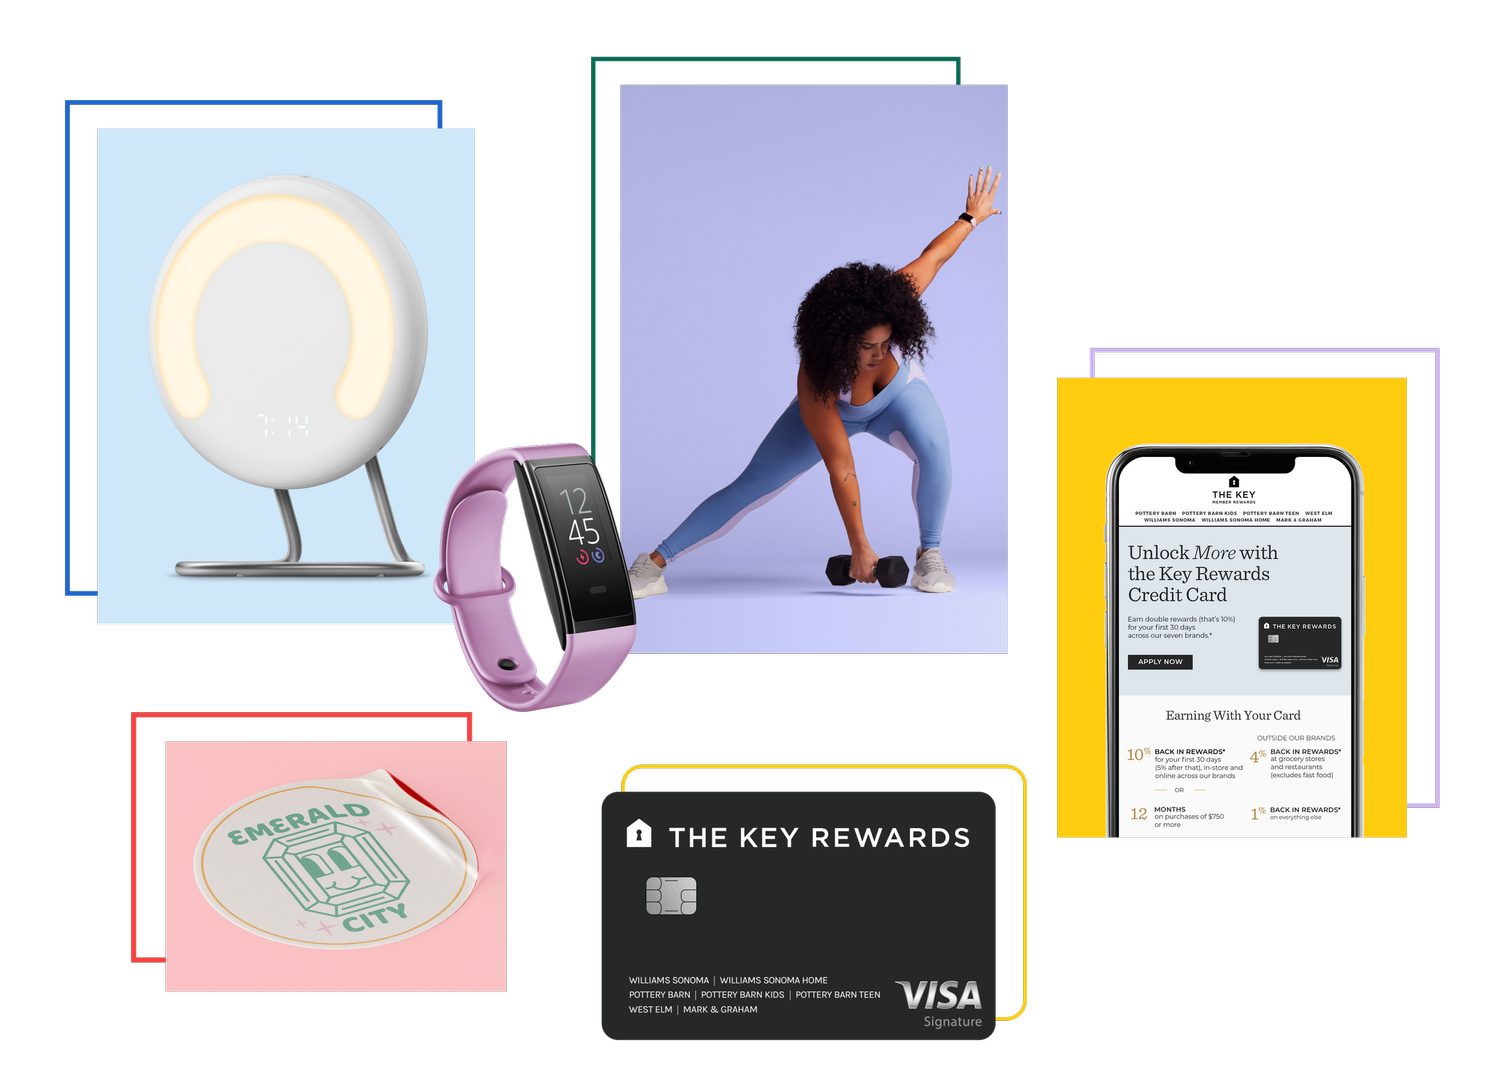 7:14
12
45
THE KEY
MEMBER REWARDS
POTTERY BARN POTTERY BARN KIDS POTTERY BARN TEEN WEST ELM
WILLIAMS SONOMA WILLIAMS SONOMA HOME MARK & GRAHAM
Unlock More with
the Key Rewards
Credit Card
Earn double rewards (that's 10%)
for your first 30 days
across our seven brands.*
APPLY NOW
THE KEY REWARDS
VISA
Earning With Your Card
OUTSIDE OUR BRANDS
10% BACK IN REWARDS*
for your first 30 days
(5% after that), in-store and
online across our brands
OR
12 MONTHS
on purchases of $750
or more
4% BACK IN REWARDS*
at grocery stores
and restaurants
(excludes fast food)
1% BACK IN REWARDS*
on everything else
EMERALD
CITY
THE KEY REWARDS
WILLIAMS SONOMA | WILLIAMS SONOMA HOME
POTTERY BARN | POTTERY BARN KIDS | POTTERY BARN TEEN
WEST ELM | MARK & GRAHAM
VISA
Signature